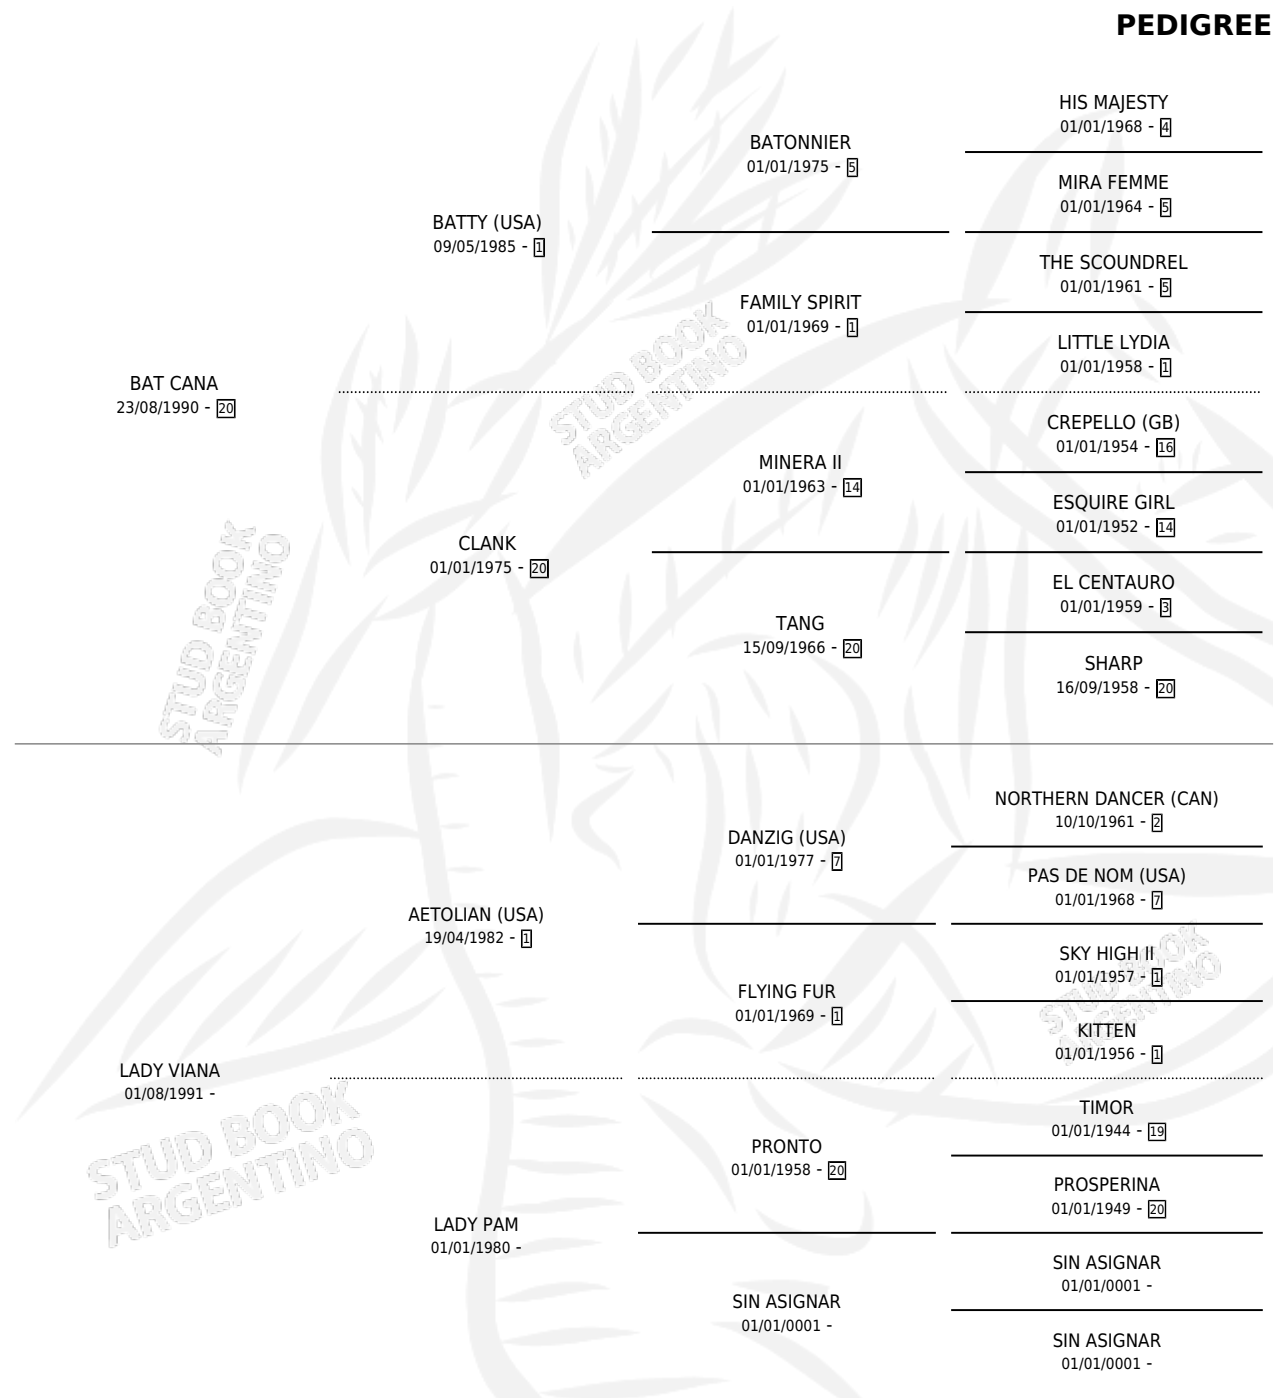 PEDIGREE
HIS MAJESTY
01/01/1968 - 4
BATONNIER
01/01/1975 - 5
MIRA FEMME
01/01/1964 - 5
BATTY (USA)
09/05/1985 - 1
THE SCOUNDREL
01/01/1961 - 5
FAMILY SPIRIT
01/01/1969 - 1
LITTLE LYDIA
01/01/1958 - 1
BAT CANA
23/08/1990 - 20
STUD BOOK
ARGENTINO
CREPELLO (GB)
01/01/1954 - 16
MINERA II
01/01/1963 - 14
ESQUIRE GIRL
01/01/1952 - 14
CLANK
01/01/1975 - 20
EL CENTAURO
01/01/1959 - 3
TANG
15/09/1966 - 20
SHARP
16/09/1958 - 20
STUD BOOK
ARGENTINO
NORTHERN DANCER (CAN)
10/10/1961 - 2
DANZIG (USA)
01/01/1977 - 7
PAS DE NOM (USA)
01/01/1968 - 7
AETOLIAN (USA)
19/04/1982 - 1
SKY HIGH II
01/01/1957 - 1
FLYING FUR
01/01/1969 - 1
STUD BOOK
ARGENTINO
KITTEN
01/01/1956 - 1
LADY VIANA
01/08/1991 -
TIMOR
01/01/1944 - 19
PRONTO
01/01/1958 - 20
PROSPERINA
01/01/1949 - 20
STUD BOOK
ARGENTINO
LADY PAM
01/01/1980 -
SIN ASIGNAR
01/01/0001 -
SIN ASIGNAR
01/01/0001 -
SIN ASIGNAR
01/01/0001 -